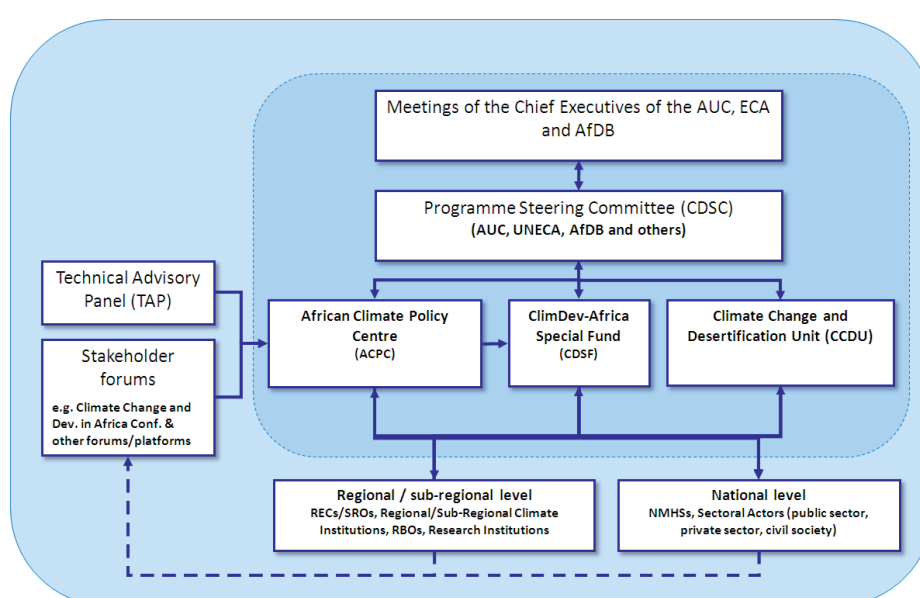 Meetings of the Chief Executives of the AUC, ECA
and AfDB
Programme Steering Committee (CDSC)
(AUC, UNECA, AfDB and others)
Technical Advisory
Panel (TAP)
African Climate Policy
Centre
(ACPC)
ClimDev-Africa
Special Fund
(CDSF)
Climate Change and
Desertification Unit (CCDU)
Stakeholder
forums
e.g. Climate Change and
Dev. in Africa Conf. &
other forums/platforms
Regional / sub-regional level
RECs/SROs, Regional/Sub-Regional Climate
Institutions, RBOs, Research Institutions
National level
NMHSs, Sectoral Actors (public sector,
private sector, civil society)